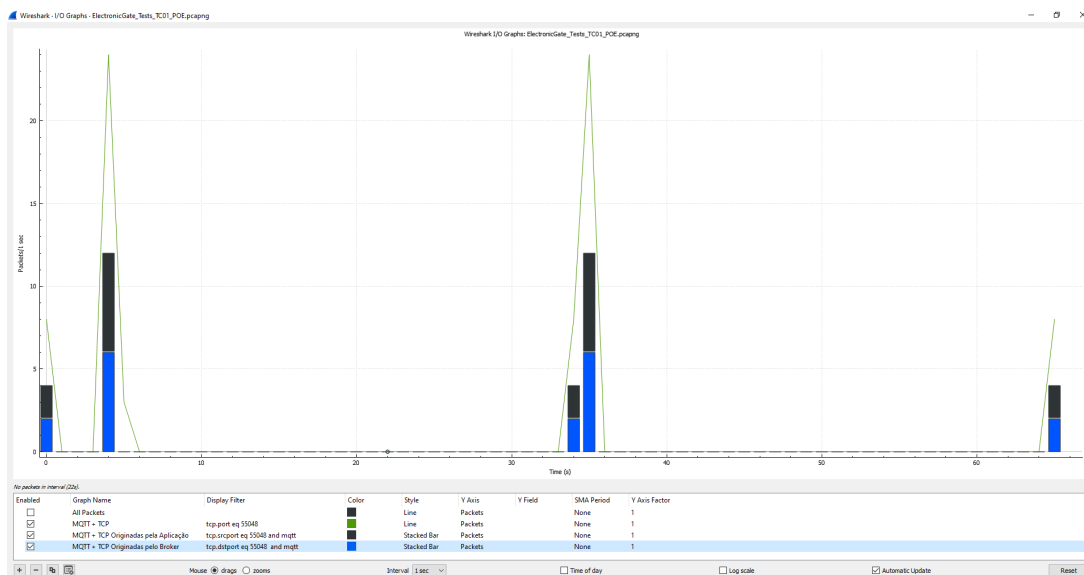 Wireshark · I/O Graphs · ElectronicGate_Tests_TC01_POE.pcapng
Wireshark I/O Graphs: ElectronicGate_Tests_TC01_POE.pcapng
Packets/1 sec
20
15
10
5
0
0 10 20 30 40 50 60
Time (s)
No packets in interval (22s).
Enabled Graph Name Display Filter Color Style Y Axis Y Field SMA Period Y Axis Factor
All Packets Line Packets None 1
MQTT + TCP tcp.port eq 55048 Line Packets None 1
MQTT + TCP Originadas pela Aplicação tcp.srcport eq 55048 and mqtt Stacked Bar Packets None 1
MQTT + TCP Originadas pelo Broker tcp.dstport eq 55048 and mqtt Stacked Bar Packets None 1
Mouse drags zooms Interval 1 sec Time of day Log scale Automatic Update Reset